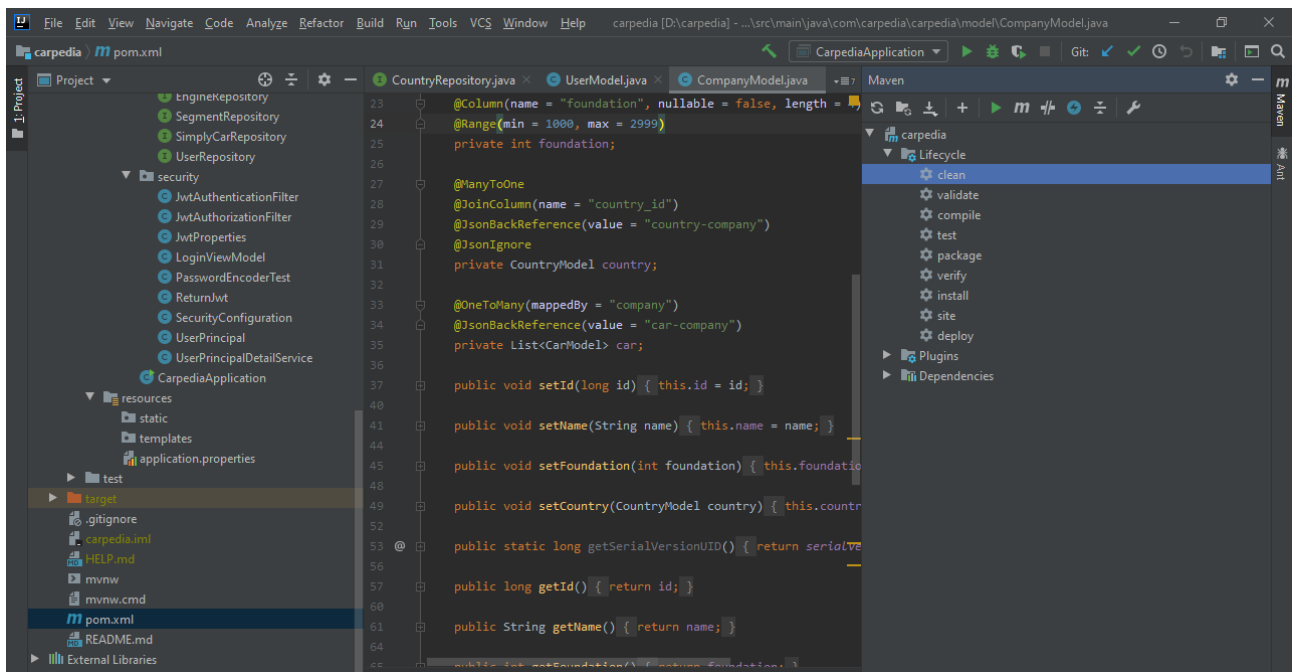 File Edit View Navigate Code Analyze Refactor Build Run Tools VCS Window Help carpedia [D:\carpedia] - ...\src\main\java\com\carpedia\carpedia\model\CompanyModel.java
carpedia pom.xml CarpediaApplication Git:
1: Project
Project
EngineRepository
SegmentRepository
SimplyCarRepository
UserRepository
security
JwtAuthenticationFilter
JwtAuthorizationFilter
JwtProperties
LoginViewModel
PasswordEncoderTest
ReturnJwt
SecurityConfiguration
UserPrincipal
UserPrincipalDetailService
CarpediaApplication
resources
static
templates
application.properties
test
target
.gitignore
carpedia.iml
HELP.md
mvnw
mvnw.cmd
pom.xml
README.md
External Libraries
CountryRepository.java UserModel.java CompanyModel.java 7
23 @Column(name = "foundation", nullable = false, length =
24 @Range(min = 1000, max = 2999)
25 private int foundation;
26
27 @ManyToOne
28 @JoinColumn(name = "country_id")
29 @JsonBackReference(value = "country-company")
30 @JsonIgnore
31 private CountryModel country;
32
33 @OneToMany(mappedBy = "company")
34 @JsonBackReference(value = "car-company")
35 private List<CarModel> car;
36
37 public void setId(long id) { this.id = id; }
40
41 public void setName(String name) { this.name = name; }
44
45 public void setFoundation(int foundation) { this.foundatio
48
49 public void setCountry(CountryModel country) { this.countr
52
53 @ public static long getSerialVersionUID() { return serialVe
56
57 public long getId() { return id; }
60
61 public String getName() { return name; }
64
65 public int getFoundation() { return foundation; }
Maven
carpedia
Lifecycle
clean
validate
compile
test
package
verify
install
site
deploy
Plugins
Dependencies
m Maven
Ant